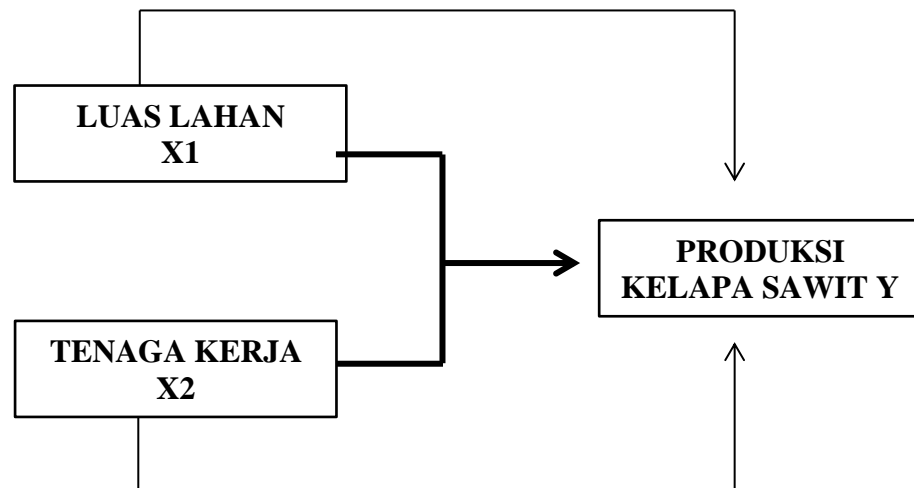 LUAS LAHAN
X1
PRODUKSI
KELAPA SAWIT Y
TENAGA KERJA
X2